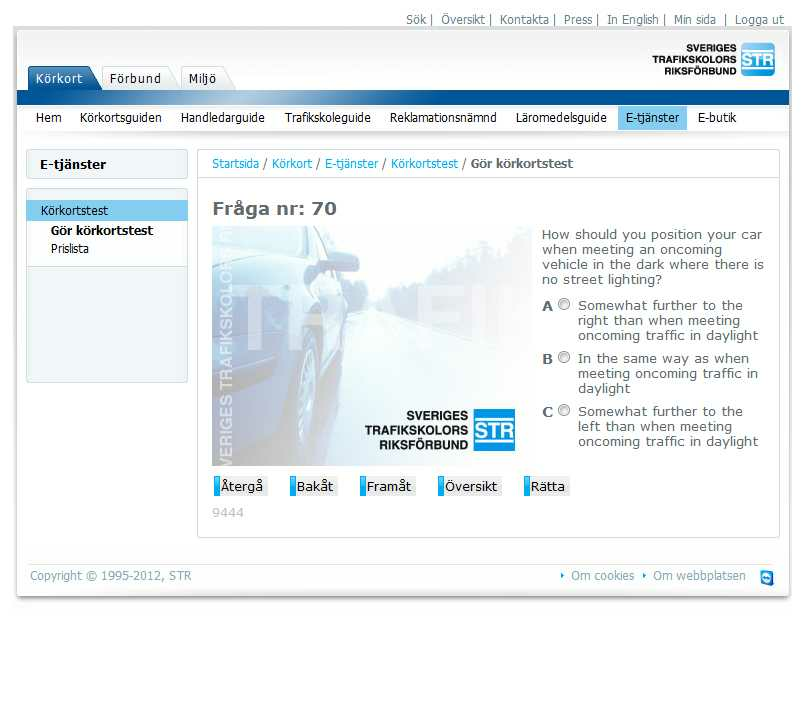 Sök | Översikt | Kontakta | Press | In English | Min sida | Logga ut
SVERIGES
TRAFIKSKOLORS
RIKSFÖRBUND
STR
Körkort Förbund Miljö
Hem Körkortsguiden Handledarguide Trafikskoleguide Reklamationsnämnd Läromedelsguide E-tjänster E-butik
E-tjänster
Körkortstest
Gör körkortstest
Prislista
Startsida / Körkort / E-tjänster / Körkortstest / Gör körkortstest
Fråga nr: 70
SVERIGES
TRAFIKSKOLORS
RIKSFÖRBUND
STR
How should you position your car
when meeting an oncoming
vehicle in the dark where there is
no street lighting?
A Somewhat further to the
right than when meeting
oncoming traffic in daylight
B In the same way as when
meeting oncoming traffic in
daylight
C Somewhat further to the
left than when meeting
oncoming traffic in daylight
Återgå Bakåt Framåt Översikt Rätta
9444
Copyright © 1995-2012, STR
Om cookies Om webbplatsen